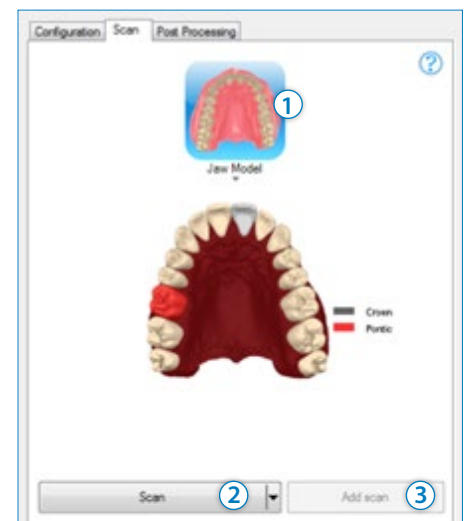 Configuration Scan Post Processing
?
1
Jaw Model
Crown
Pontic
Scan 2 Add scan 3